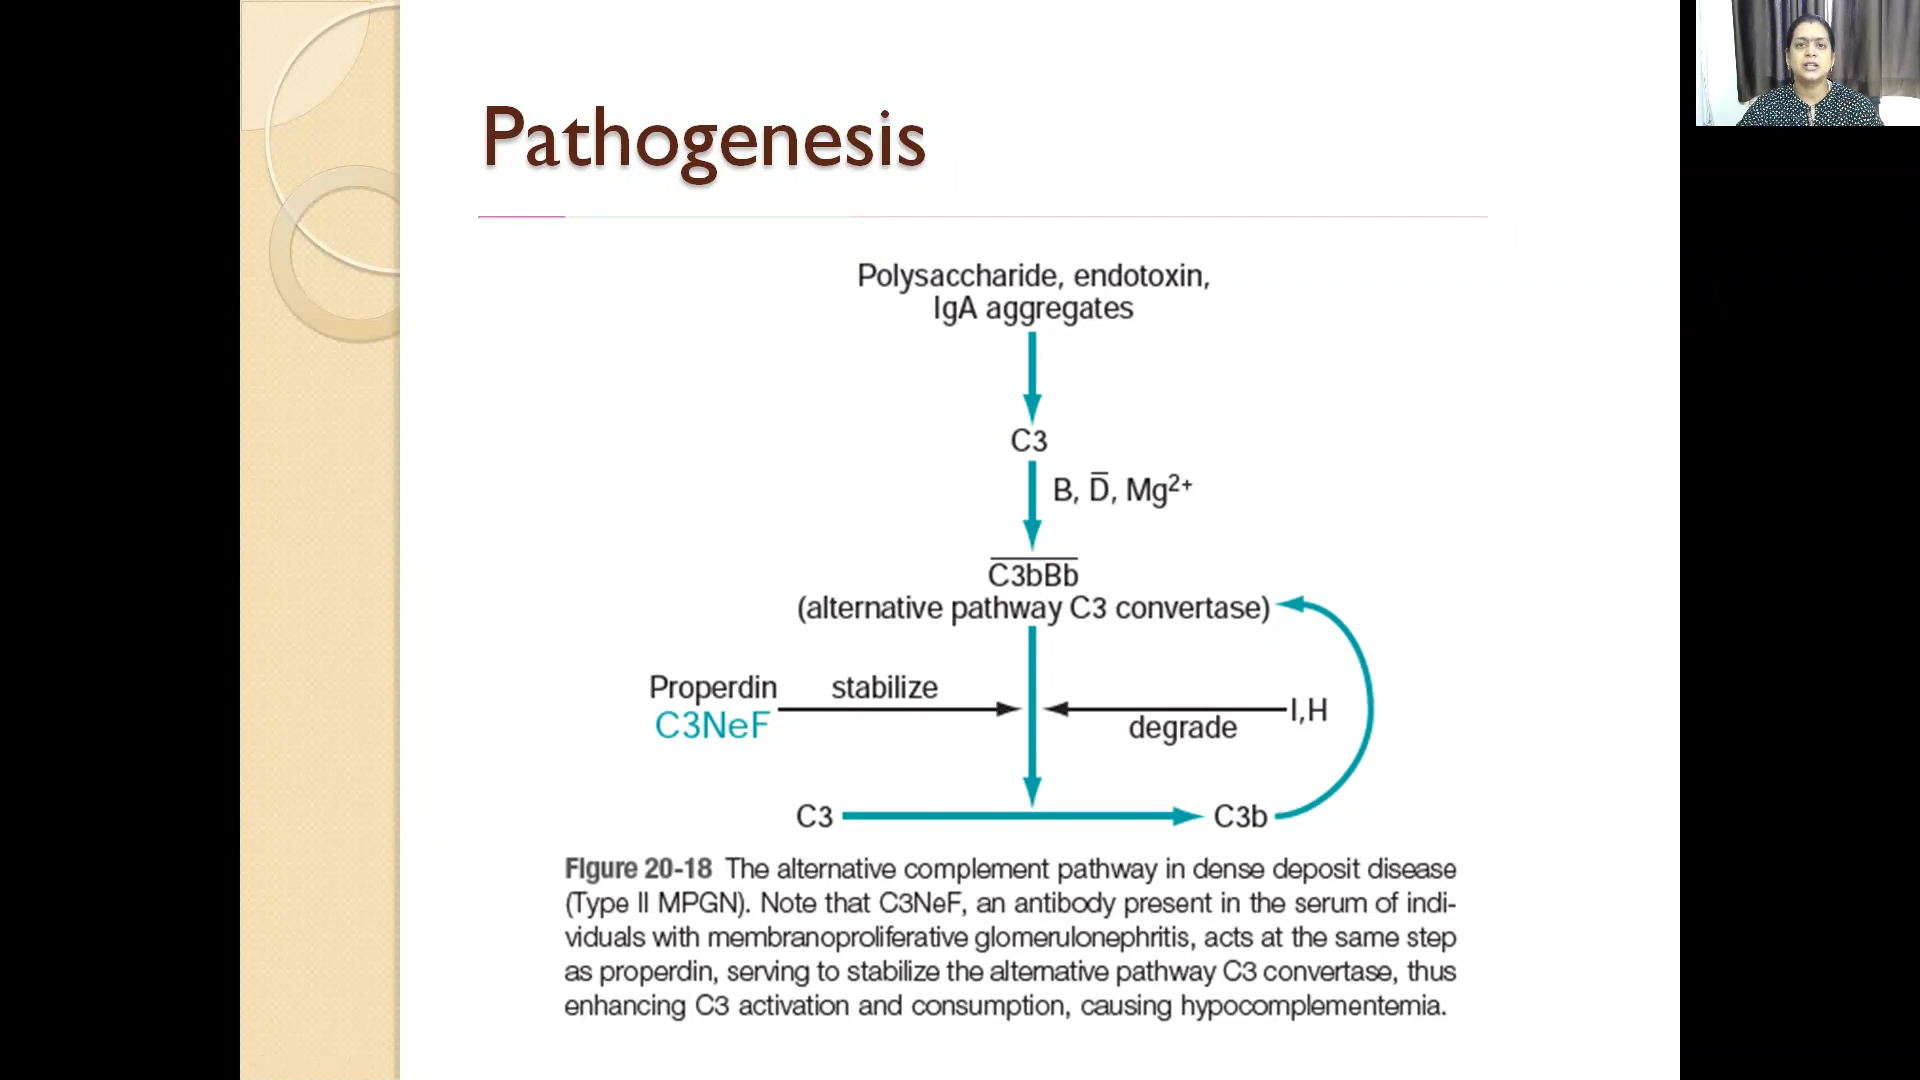 Pathogenesis
Polysaccharide, endotoxin,
IgA aggregates
C3
B, D̅, Mg²⁺
C3bBb
(alternative pathway C3 convertase)
Properdin
stabilize
C3NeF
I,H
degrade
C3
C3b
Figure 20-18 The alternative complement pathway in dense deposit disease
(Type II MPGN). Note that C3NeF, an antibody present in the serum of indi-
viduals with membranoproliferative glomerulonephritis, acts at the same step
as properdin, serving to stabilize the alternative pathway C3 convertase, thus
enhancing C3 activation and consumption, causing hypocomplementemia.